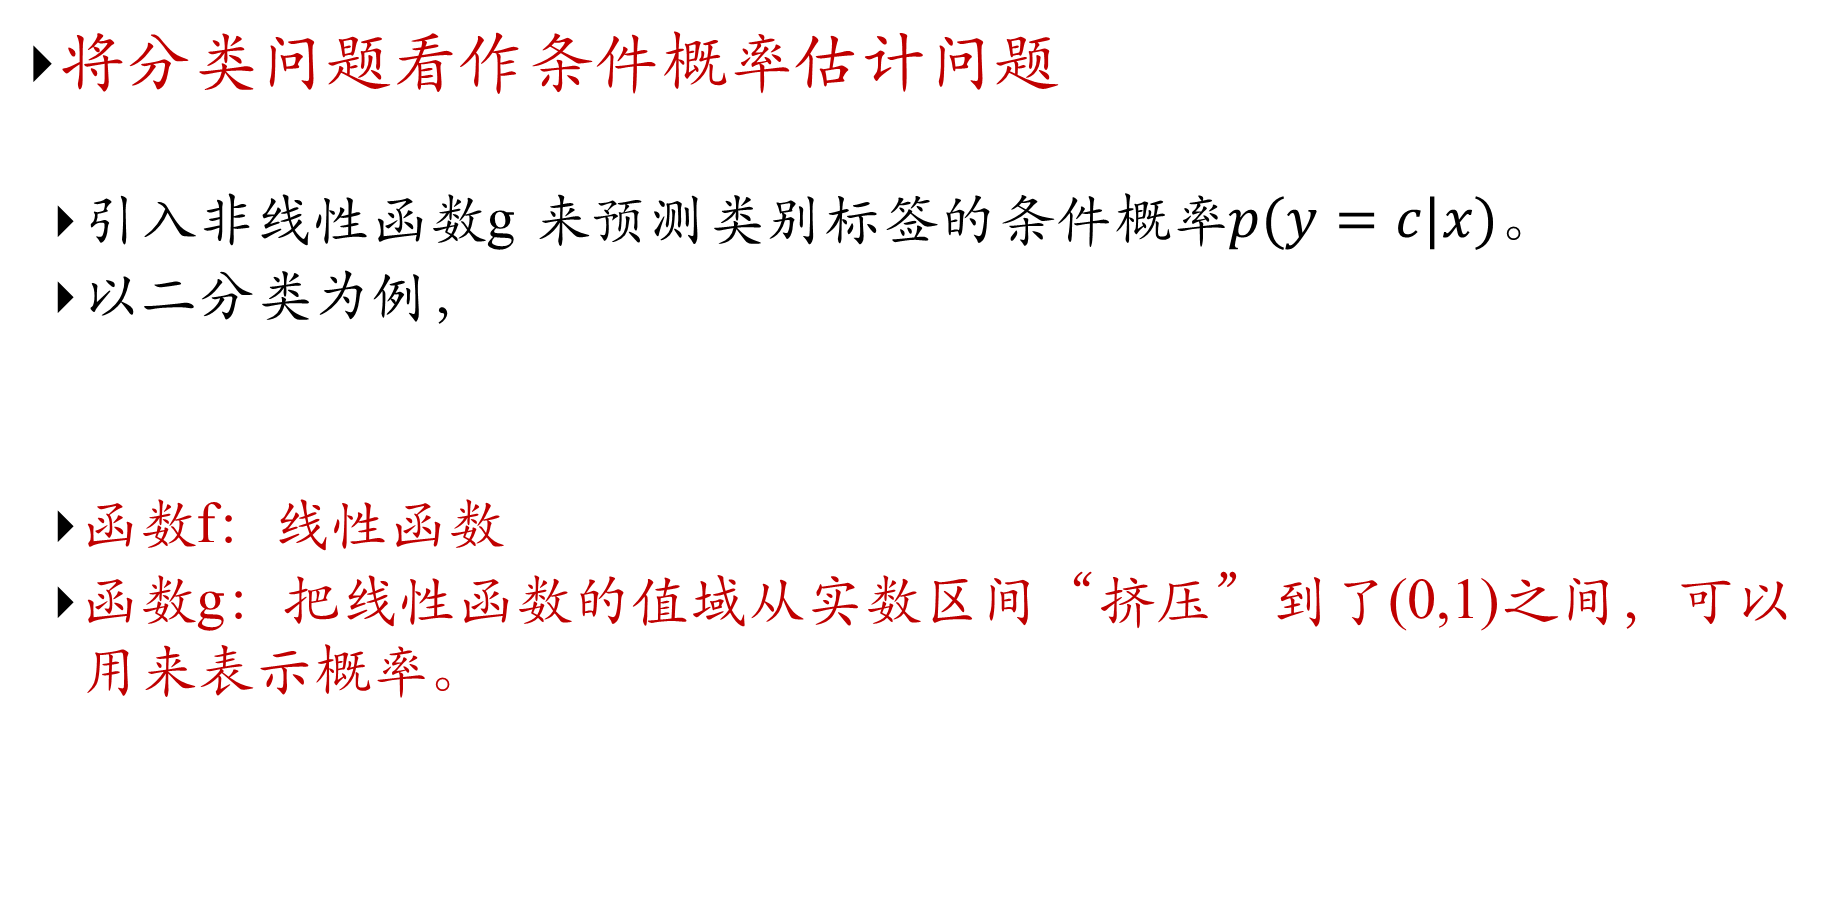 ▶将分类问题看作条件概率估计问题
▶引入非线性函数g 来预测类别标签的条件概率p(y = c|x)。
▶以二分类为例，
▶函数f：线性函数
▶函数g：把线性函数的值域从实数区间“挤压”到了(0,1)之间，可以
用来表示概率。